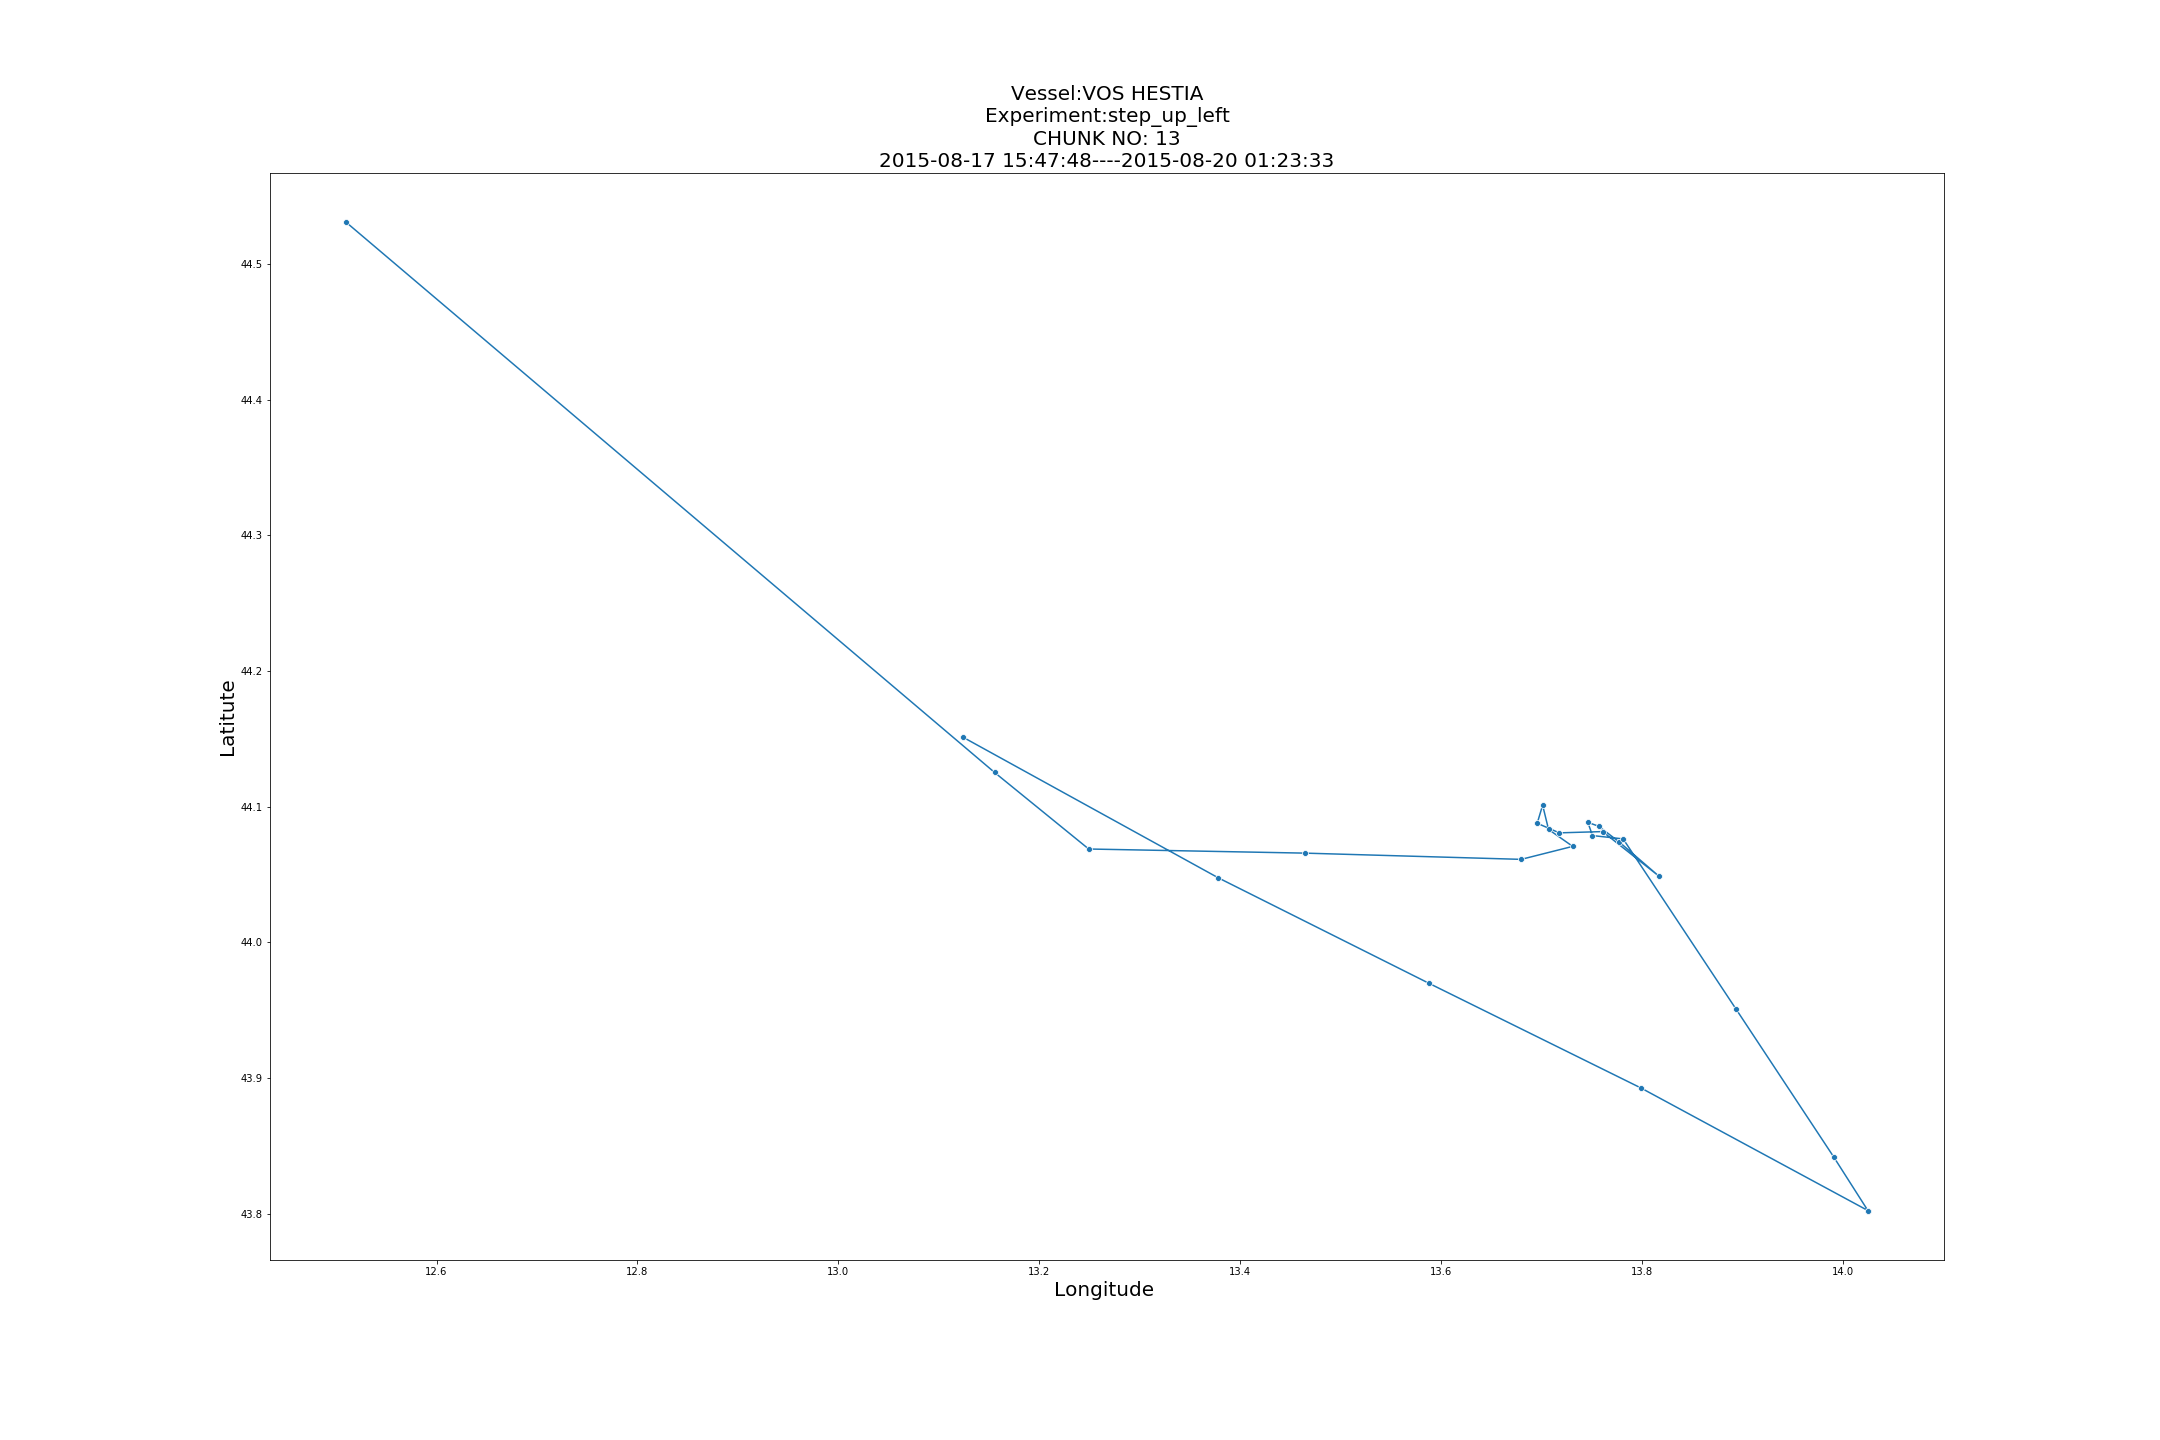 Vessel:VOS HESTIA
Experiment:step_up_left
CHUNK NO: 13
2015-08-17 15:47:48----2015-08-20 01:23:33
44.5
44.4
44.3
44.2
44.1
44.0
43.9
43.8
Latitute
12.6 12.8 13.0 13.2 13.4 13.6 13.8 14.0
Longitude